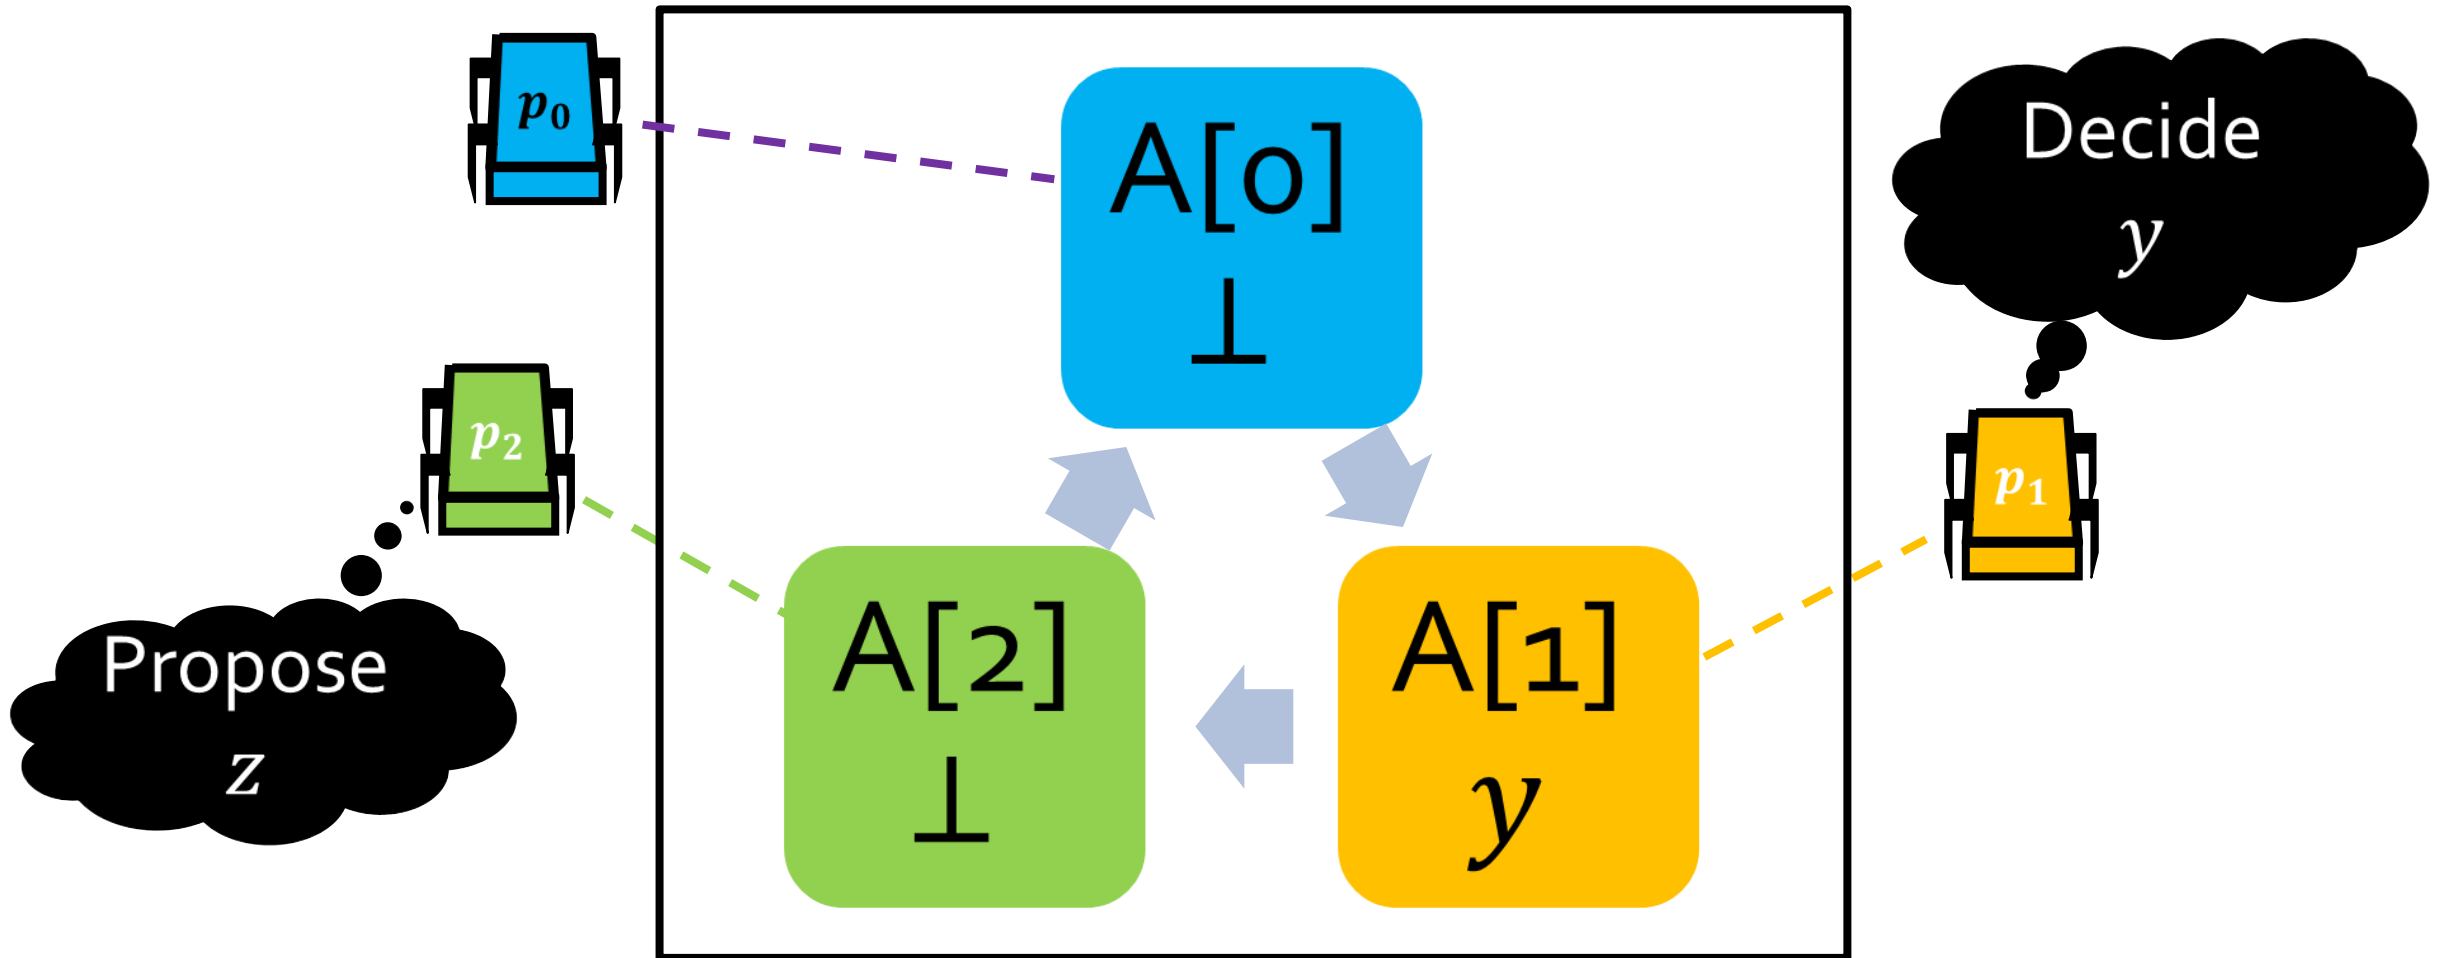 p₀
A[0]
⊥
Decide
y
p₂
p₁
Propose
z
A[2]
⊥
A[1]
y